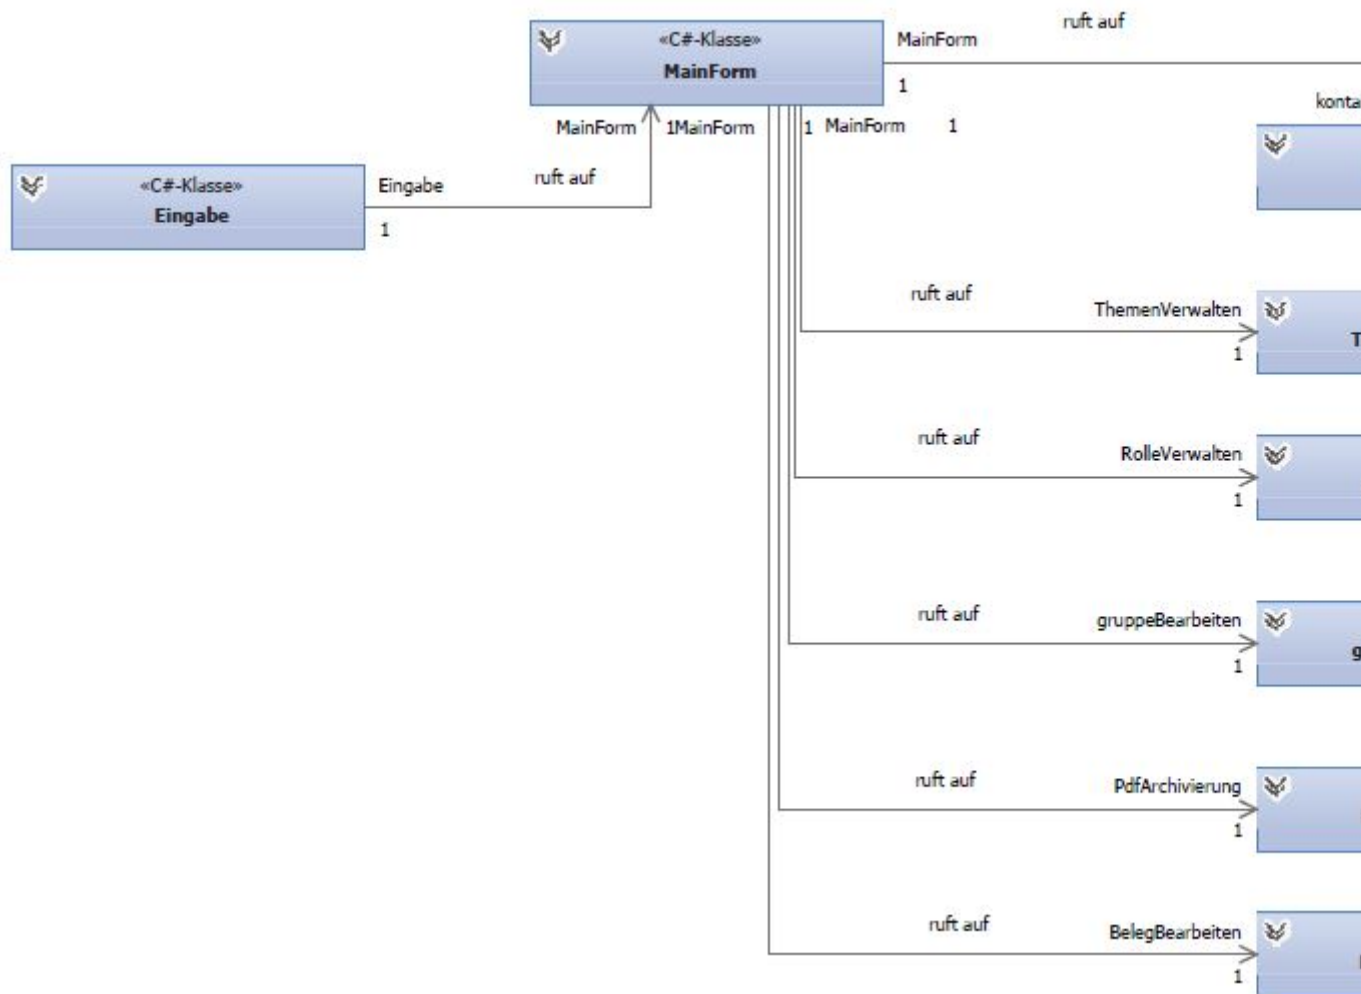 ruft auf
«C#-Klasse»
MainForm
MainForm
1
konta
MainForm
1MainForm
1
MainForm
1
«C#-Klasse»
Eingabe
Eingabe
1
ruft auf
ruft auf
ThemenVerwalten
1
T
ruft auf
RolleVerwalten
1
ruft auf
gruppeBearbeiten
1
g
ruft auf
PdfArchivierung
1
ruft auf
BelegBearbeiten
1